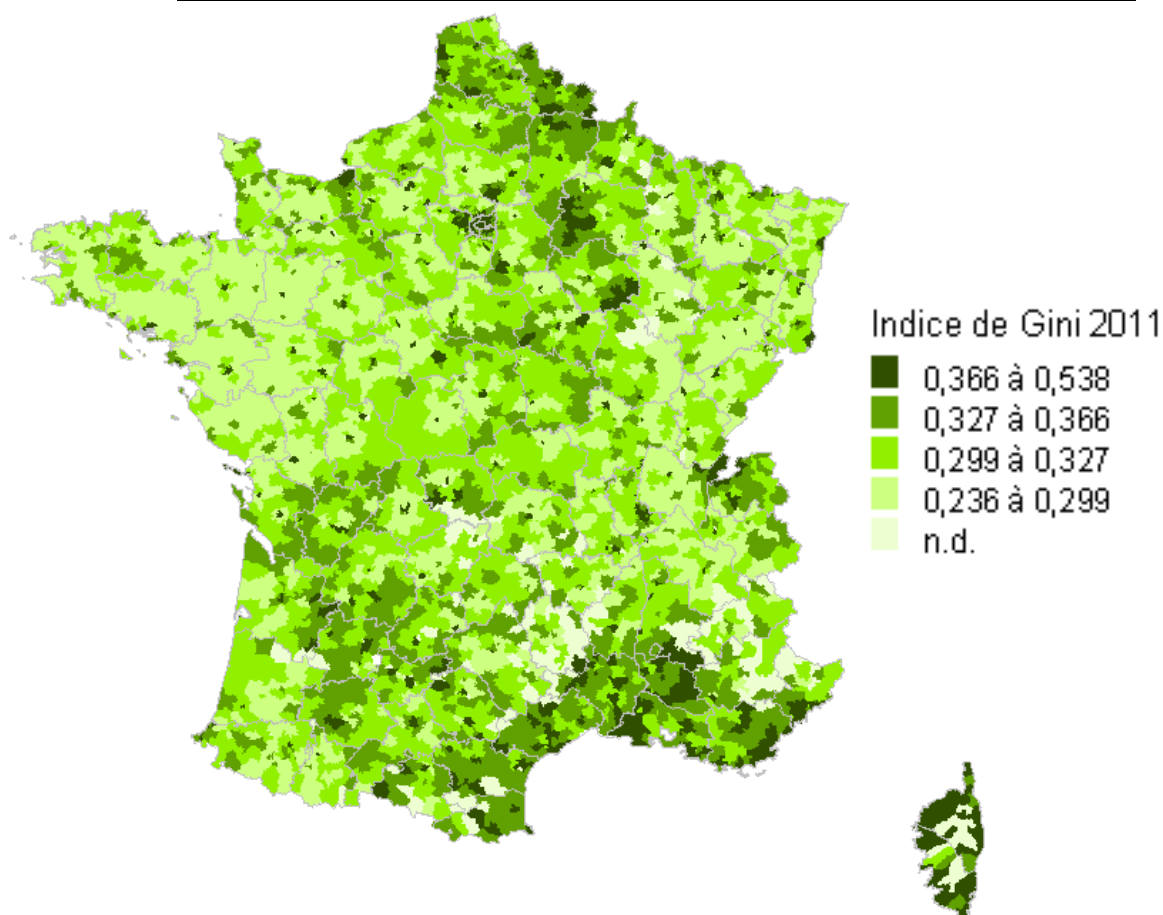 Indice de Gini 2011
0,366 à 0,538
0,327 à 0,366
0,299 à 0,327
0,236 à 0,299
n.d.